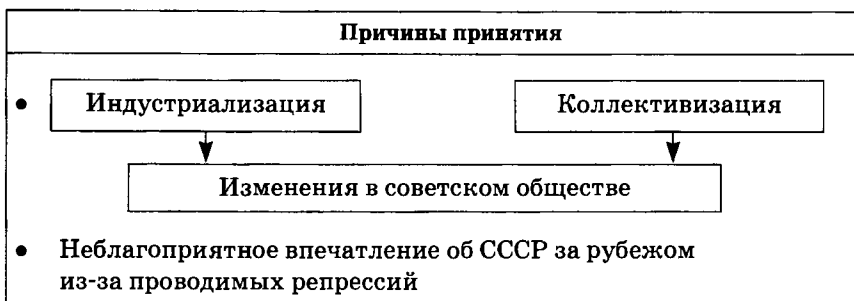 Причины принятия
• Индустриализация Коллективизация
Изменения в советском обществе
• Неблагоприятное впечатление об СССР за рубежом
из-за проводимых репрессий